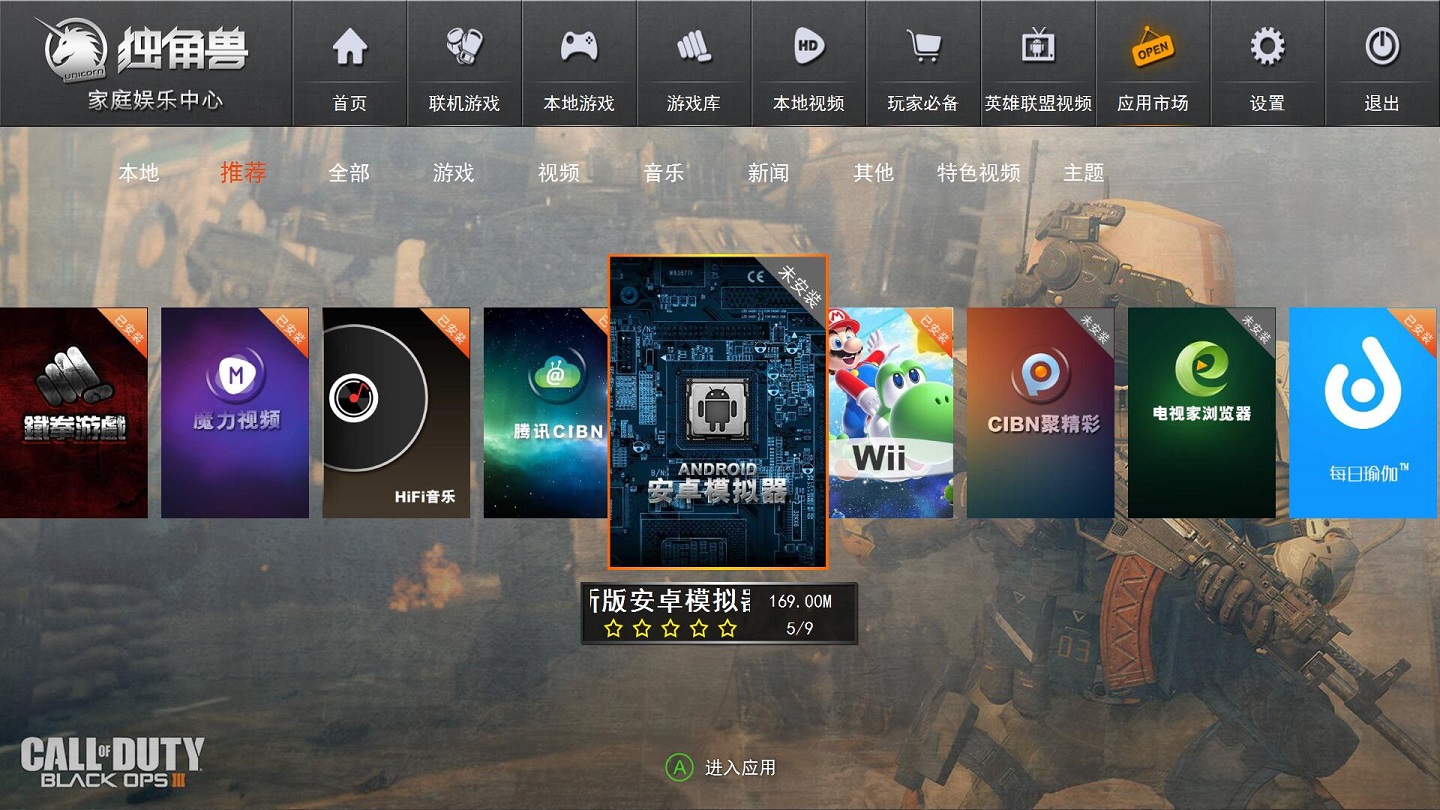 独角兽
unicorn
家庭娱乐中心
首页
联机游戏
本地游戏
游戏库
HD
本地视频
玩家必备
英雄联盟视频
OPEN
应用市场
设置
退出
本地
推荐
全部
游戏
视频
音乐
新闻
其他
特色视频
主题
已安装
鐵拳游戲
已安装
M
魔力视频
已安装
HiFi音乐
@
腾讯CIBN
CE
未安装
ANDROID
安卓模拟器
已安装
Wii
未安装
CIBN聚精彩
未安装
电视家浏览器
已安装
每日瑜伽™
版安卓模拟
169.00M
5/9
CALL OF DUTY
BLACK OPS III
A 进入应用